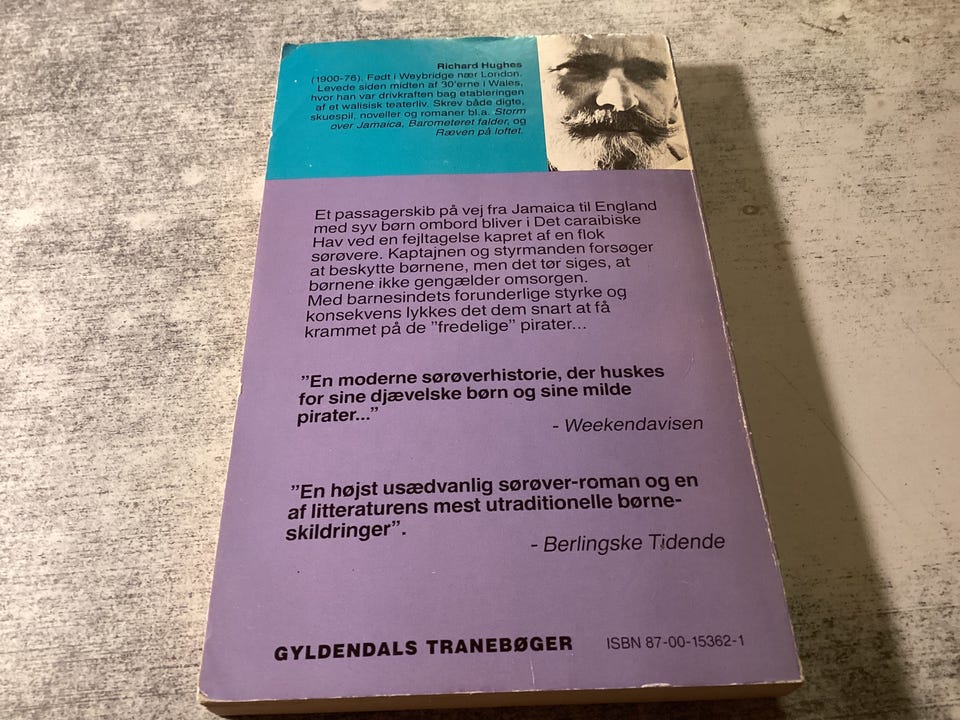 Richard Hughes
(1900-76). Født i Weybridge nær London.
Levede siden midten af 30'erne i Wales,
hvor han var drivkraften bag etableringen
af et walisisk teaterliv. Skrev både digte,
skuespil, noveller og romaner bl.a. Storm
over Jamaica, Barometeret falder, og
Ræven på loftet.
Et passagerskib på vej fra Jamaica til England
med syv børn ombord bliver i Det caraibiske
Hav ved en fejltagelse kapret af en flok
sørøvere. Kaptajnen og styrmanden forsøger
at beskytte børnene, men det tør siges, at
børnene ikke gengælder omsorgen.
Med barnesindets forunderlige styrke og
konsekvens lykkes det dem snart at få
krammet på de "fredelige" pirater...
"En moderne sørøverhistorie, der huskes
for sine djævelske børn og sine milde
pirater..."
- Weekendavisen
"En højst usædvanlig sørøver-roman og en
af litteraturens mest utraditionelle børne-
skildringer".
- Berlingske Tidende
GYLDENDALS TRANEBØGER ISBN 87-00-15362-1